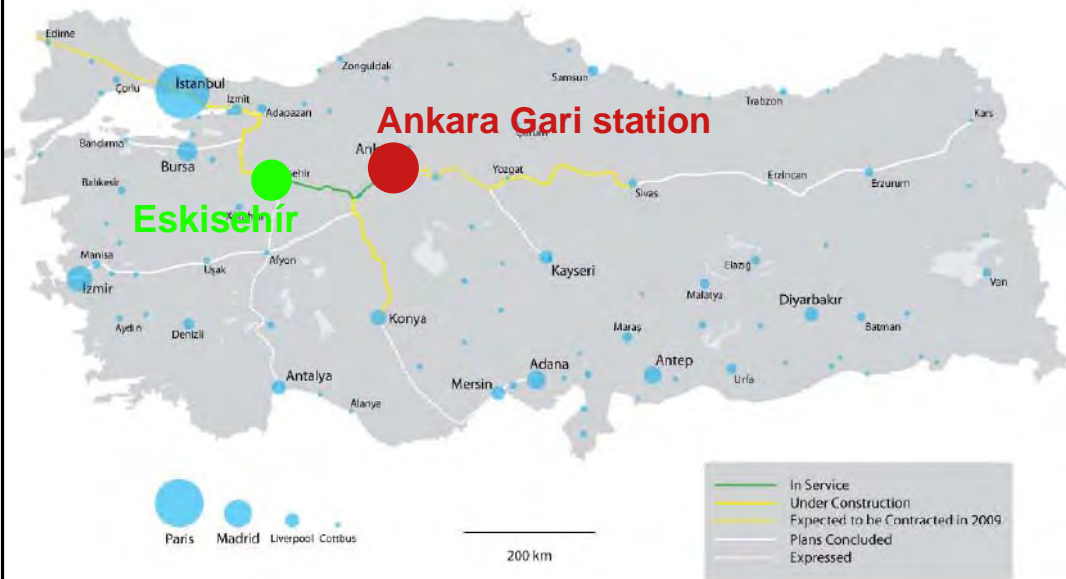 Edirne
Çorlu
İstanbul
Izmit
Adapazarı
Zonguldak
Samsun
Trabzon
Kars
Ankara Gari station
Bandırma
Bursa
Ank
Yozgat
Sivas
Erzincan
Erzurum
Balıkesir
ehir
Eskisehír
Manisa
Uşak
Afyon
Kayseri
Elazığ
Malatya
Van
İzmir
Aydın
Denizli
Konya
Maraş
Diyarbakır
Batman
Antalya
Alanya
Mersin
Adana
Antep
Urfa
Paris
Madrid
Liverpool
Cottbus
200 km
In Service
Under Construction
Expected to be Contracted in 2009
Plans Concluded
Expressed